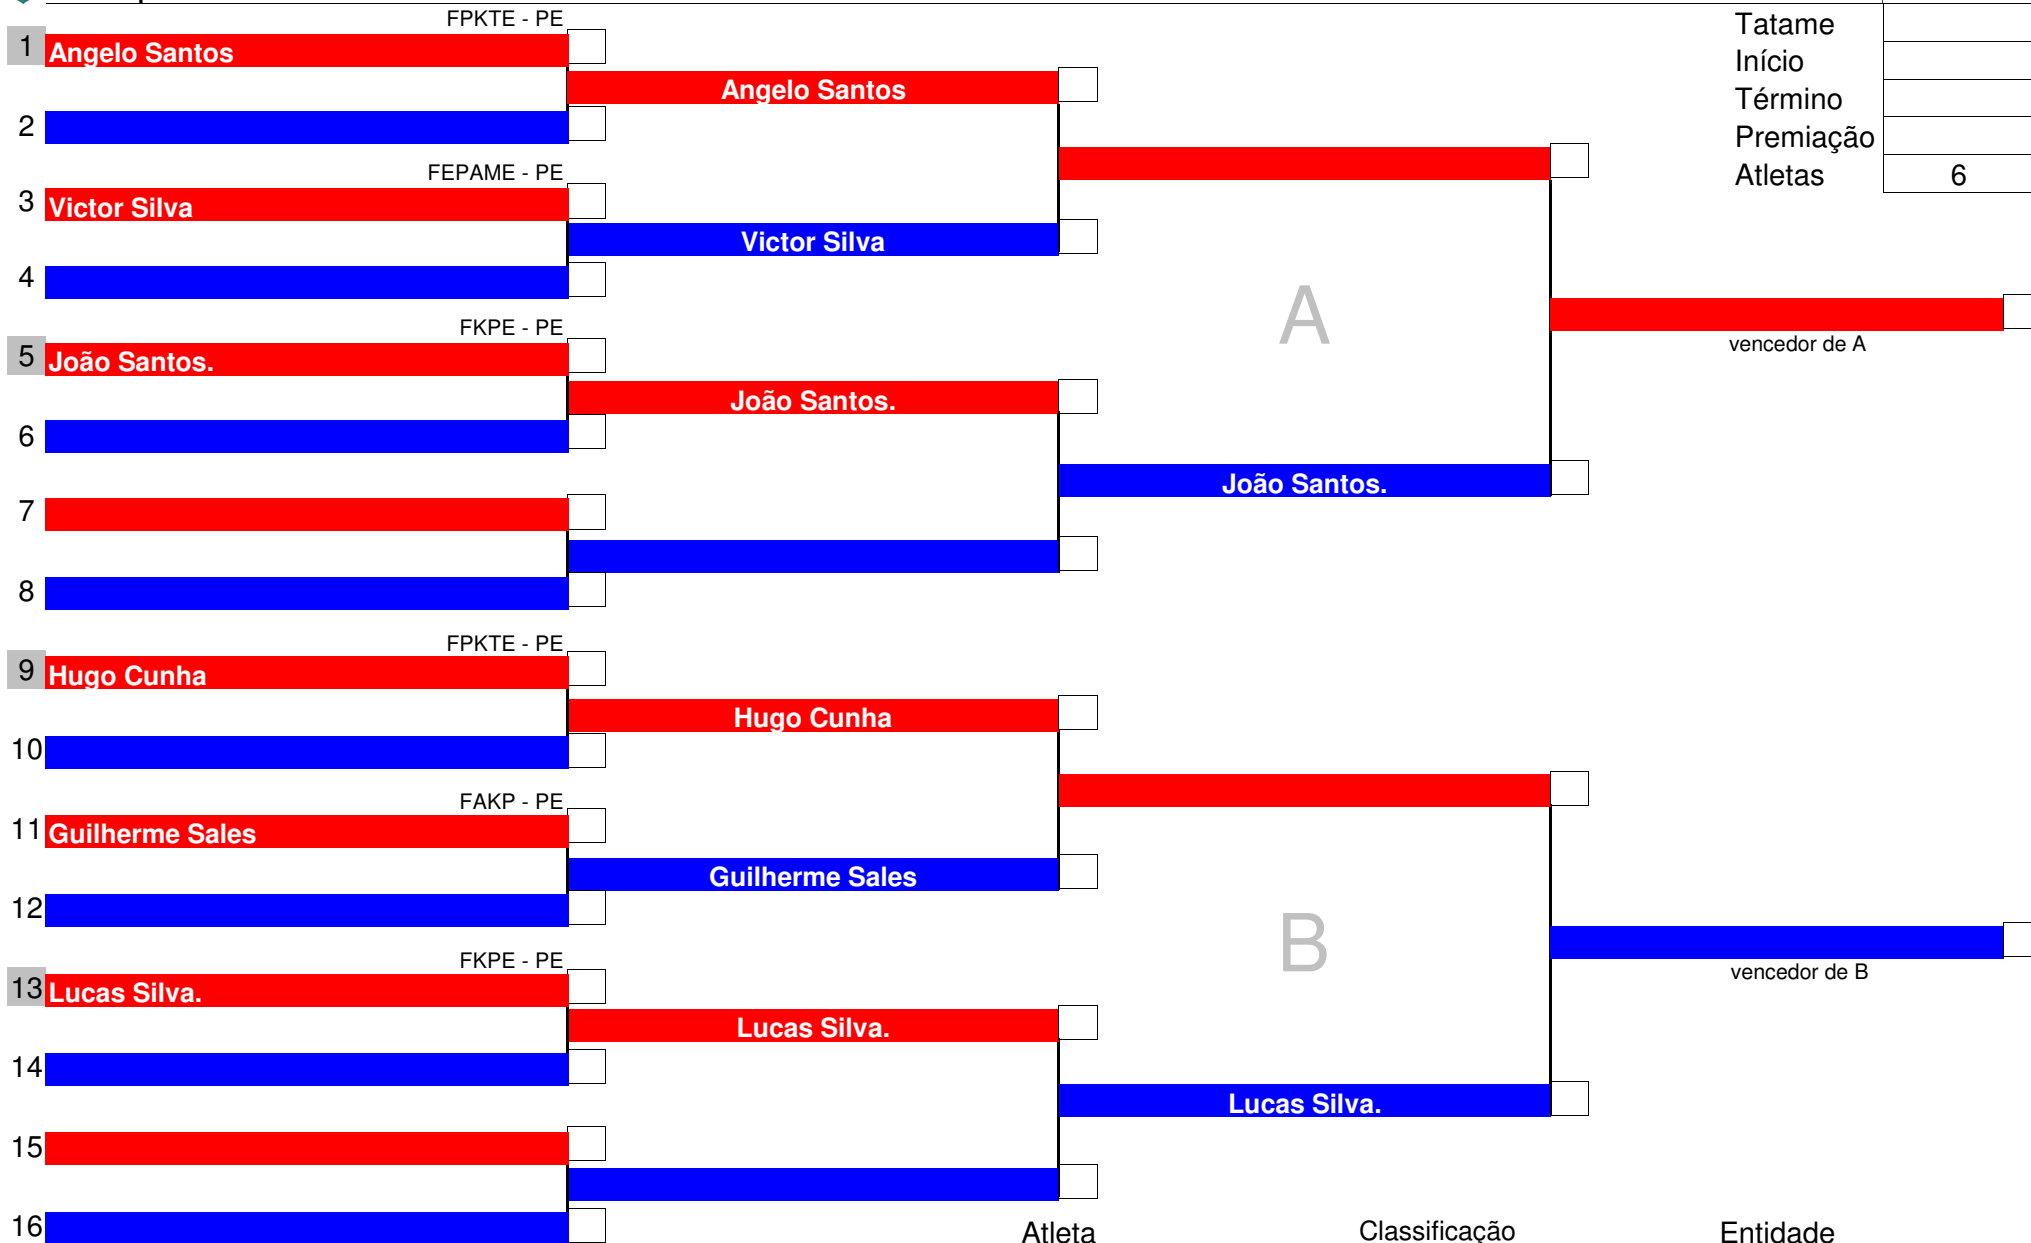 FPKTE - PE
1 Angelo Santos
Angelo Santos
2
FEPAME - PE
3 Victor Silva
Victor Silva
4
FKPE - PE
5 João Santos.
João Santos.
6
João Santos.
7
8
A
vencedor de A
Tatame
Início
Término
Premiação
Atletas 6
FPKTE - PE
9 Hugo Cunha
Hugo Cunha
10
FAKP - PE
11 Guilherme Sales
Guilherme Sales
12
FKPE - PE
13 Lucas Silva.
Lucas Silva.
14
Lucas Silva.
15
16
B
vencedor de B
Atleta Classificação Entidade